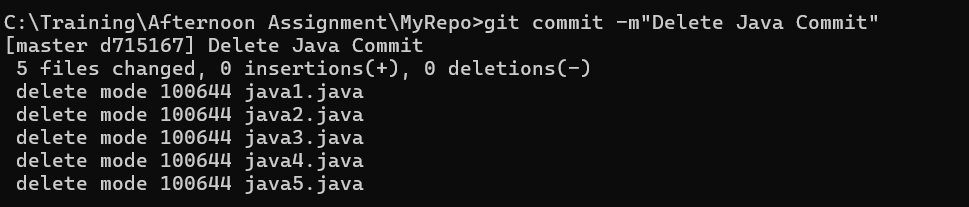 C:\Training\Afternoon Assignment\MyRepo>git commit -m"Delete Java Commit"
[master d715167] Delete Java Commit
 5 files changed, 0 insertions(+), 0 deletions(-)
 delete mode 100644 java1.java
 delete mode 100644 java2.java
 delete mode 100644 java3.java
 delete mode 100644 java4.java
 delete mode 100644 java5.java